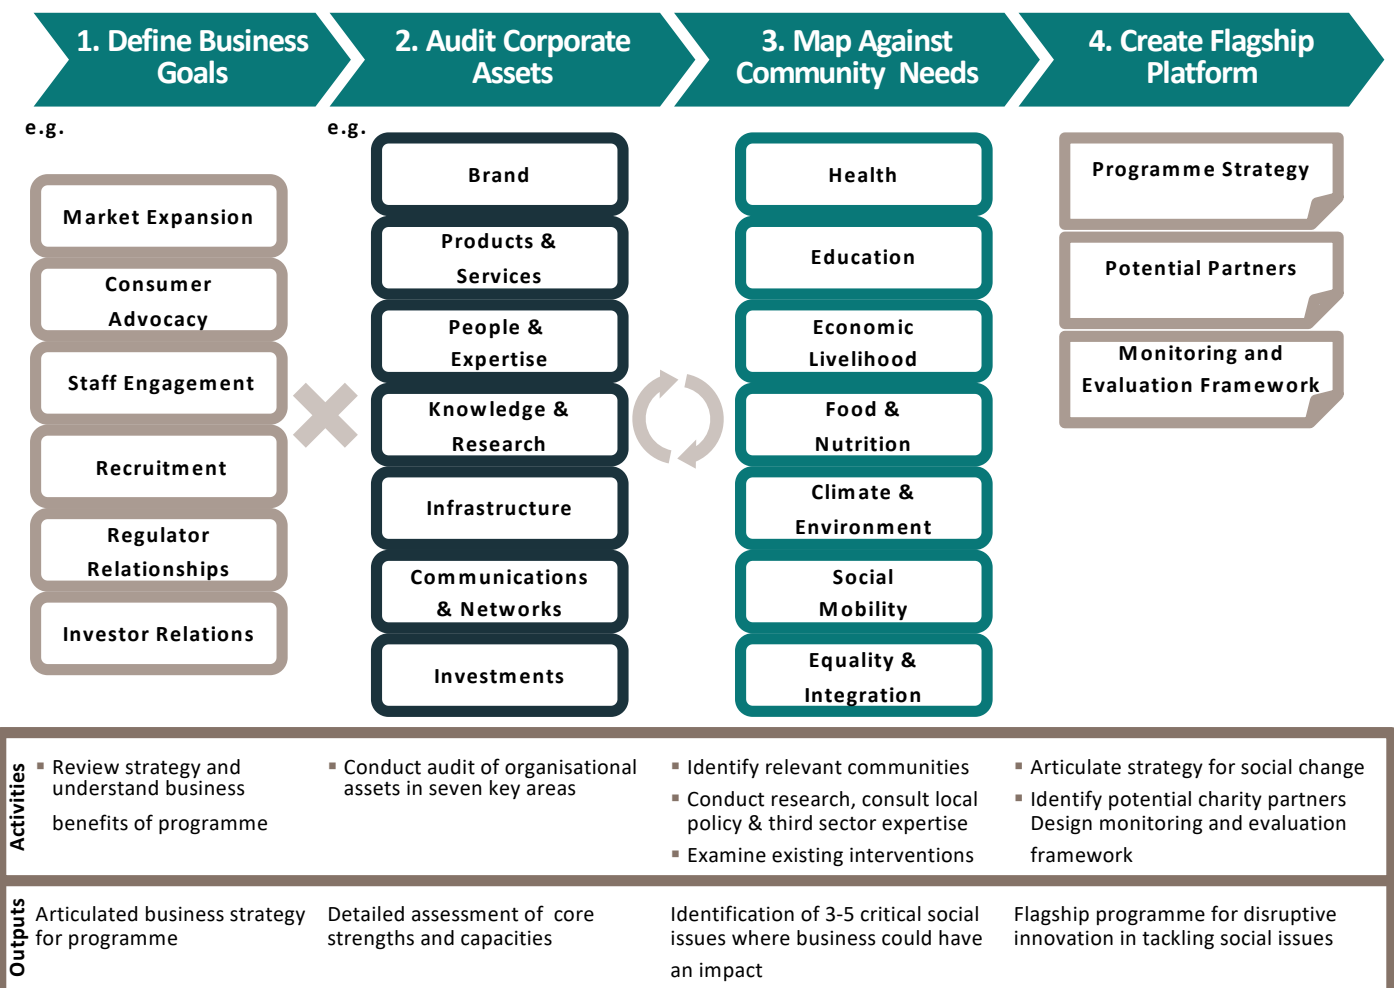 1. Define Business
Goals
2. Audit Corporate
Assets
3. Map Against
Community Needs
4. Create Flagship
Platform
e.g.
Market Expansion
Consumer
Advocacy
Staff Engagement
Recruitment
Regulator
Relationships
Investor Relations
e.g.
Brand
Products &
Services
People &
Expertise
Knowledge &
Research
Infrastructure
Communications
& Networks
Investments
Health
Education
Economic
Livelihood
Food &
Nutrition
Climate &
Environment
Social
Mobility
Equality &
Integration
Programme Strategy
Potential Partners
Monitoring and
Evaluation Framework
Activities
▪ Review strategy and
understand business
benefits of programme
▪ Conduct audit of organisational
assets in seven key areas
▪ Identify relevant communities
▪ Conduct research, consult local
policy & third sector expertise
▪ Examine existing interventions
▪ Articulate strategy for social change
▪ Identify potential charity partners
Design monitoring and evaluation
framework
Outputs
Articulated business strategy
for programme
Detailed assessment of core
strengths and capacities
Identification of 3-5 critical social
issues where business could have
an impact
Flagship programme for disruptive
innovation in tackling social issues